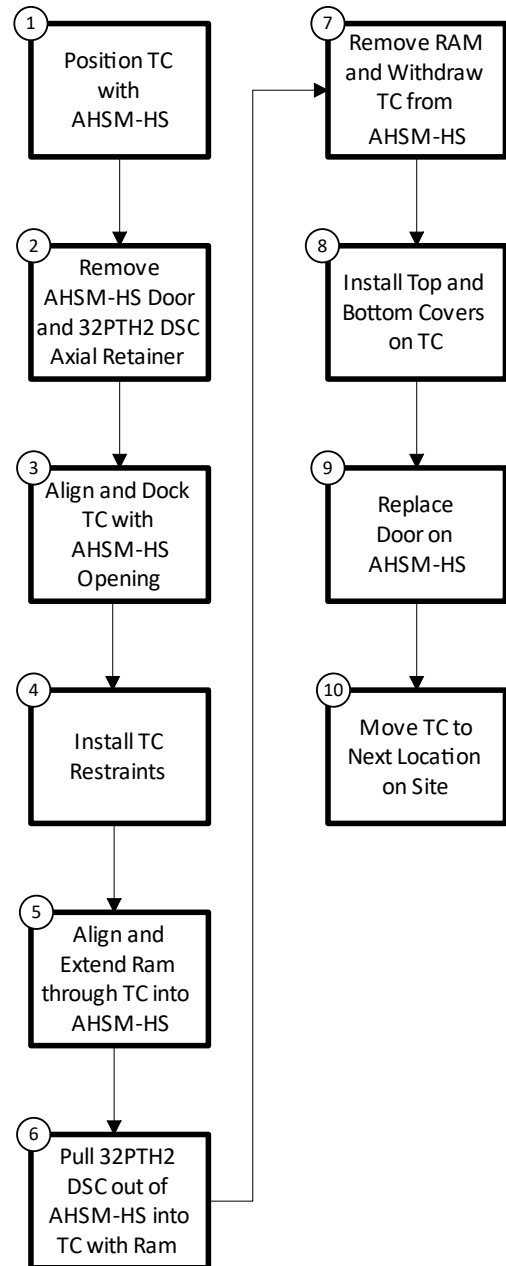 1
Position TC
with
AHSM-HS
2
Remove
AHSM-HS Door
and 32PTH2 DSC
Axial Retainer
3
Align and Dock
TC with
AHSM-HS
Opening
4
Install TC
Restraints
5
Align and
Extend Ram
through TC into
AHSM-HS
6
Pull 32PTH2
DSC out of
AHSM-HS into
TC with Ram
7
Remove RAM
and Withdraw
TC from
AHSM-HS
8
Install Top and
Bottom Covers
on TC
9
Replace
Door on
AHSM-HS
10
Move TC to
Next Location
on Site